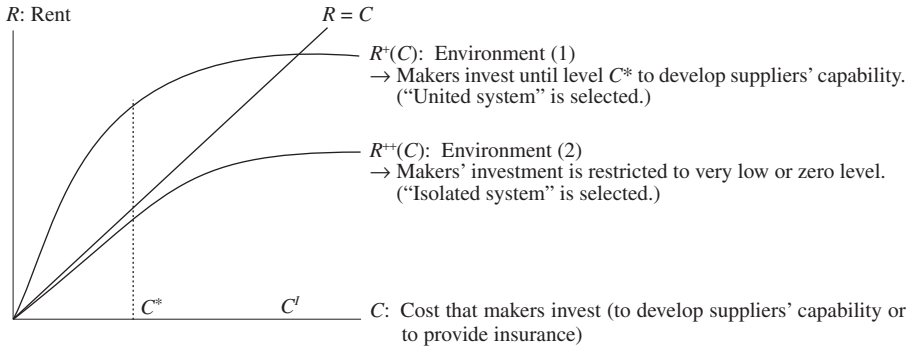 R: Rent
R = C
R⁺(C): Environment (1)
→ Makers invest until level C* to develop suppliers' capability.
("United system" is selected.)
R⁺⁺(C): Environment (2)
→ Makers' investment is restricted to very low or zero level.
("Isolated system" is selected.)
C*
Cᴵ
C: Cost that makers invest (to develop suppliers' capability or
to provide insurance)